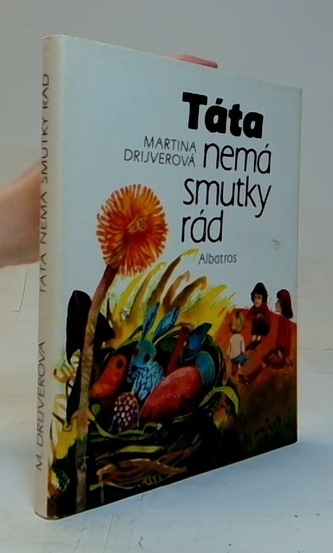 Táta
MARTINA
DRIJVEROVÁ
nemá
smutky
rád
Albatros
M. DRIJVEROVÁ TÁTA NEMÁ SMUTKY RÁD